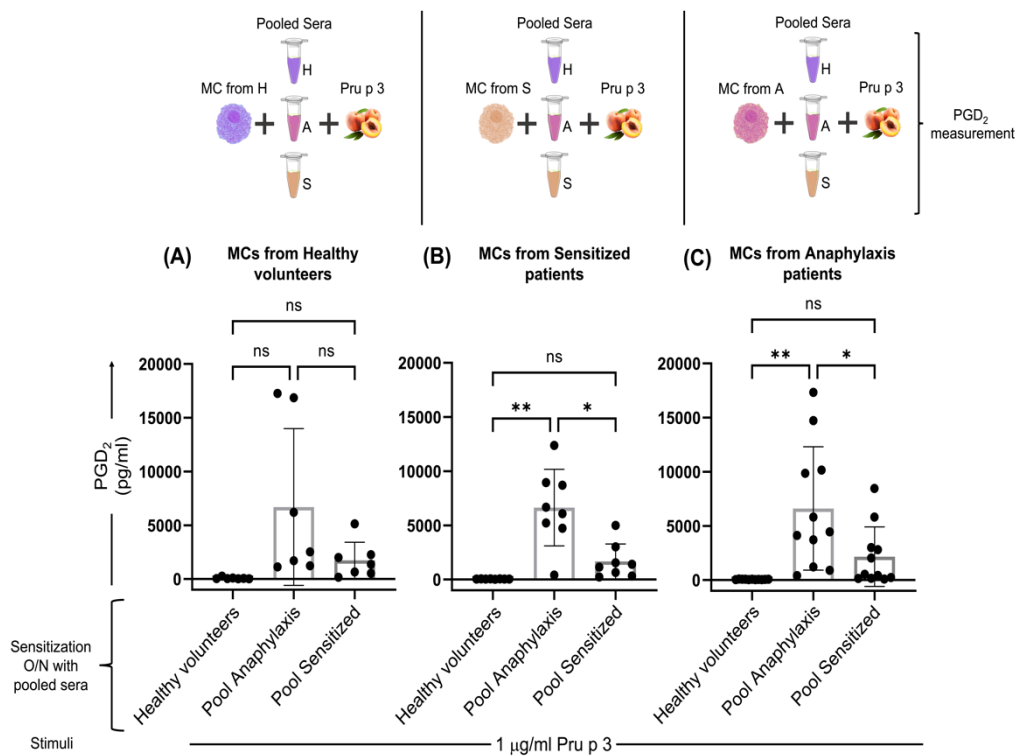 Pooled Sera
H
MC from H
Pru p 3
A
S
Pooled Sera
H
MC from S
Pru p 3
A
S
Pooled Sera
H
MC from A
Pru p 3
A
S
PGD2
measurement
(A)
MCs from Healthy
volunteers
(B)
MCs from Sensitized
patients
(C)
MCs from Anaphylaxis
patients
PGD2
(pg/ml)
ns
ns
ns
20000
15000
10000
5000
0
Healthy volunteers
Pool Anaphylaxis
Pool Sensitized
ns
**
*
20000
15000
10000
5000
0
Healthy volunteers
Pool Anaphylaxis
Pool Sensitized
ns
**
*
20000
15000
10000
5000
0
Healthy volunteers
Pool Anaphylaxis
Pool Sensitized
Sensitization
O/N with
pooled sera
Stimuli
1 μg/ml Pru p 3